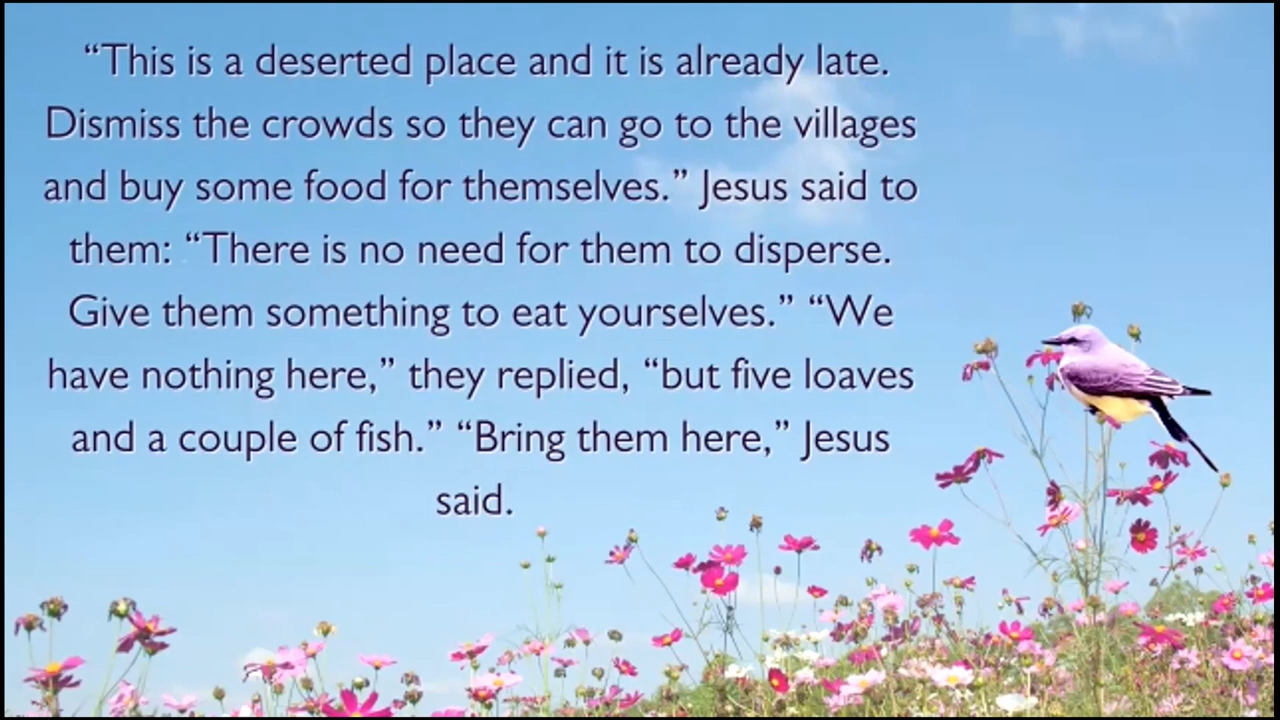 “This is a deserted place and it is already late.
Dismiss the crowds so they can go to the villages
and buy some food for themselves.” Jesus said to
them: “There is no need for them to disperse.
Give them something to eat yourselves.” “We
have nothing here,” they replied, “but five loaves
and a couple of fish.” “Bring them here,” Jesus
said.